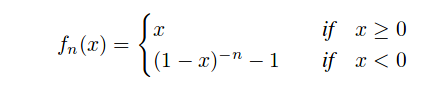 f_n(x) = { x if x ≥ 0
(1 − x)^{−n} − 1 if x < 0